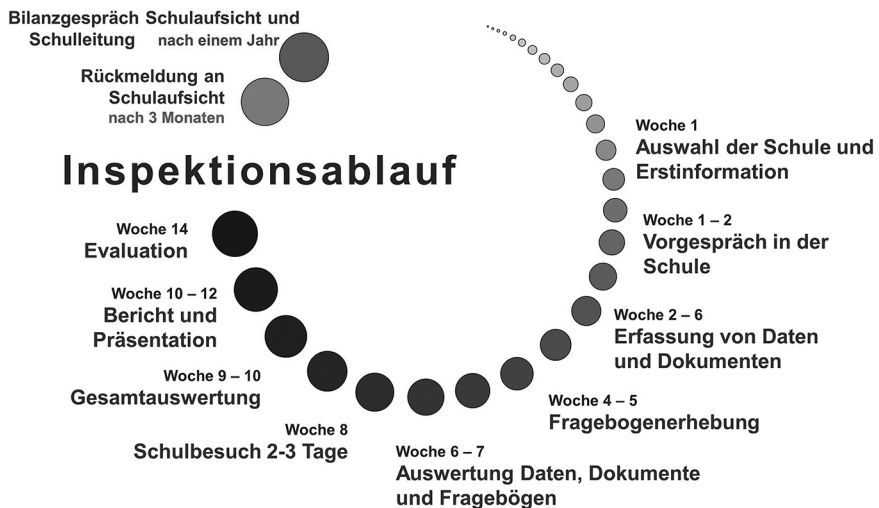 Bilanzgespräch Schulaufsicht und
Schulleitung nach einem Jahr
Rückmeldung an
Schulaufsicht
nach 3 Monaten
Inspektionsablauf
Woche 1
Auswahl der Schule und
Erstinformation
Woche 1 – 2
Vorgespräch in der
Schule
Woche 2 – 6
Erfassung von Daten
und Dokumenten
Woche 4 – 5
Fragebogenerhebung
Woche 6 – 7
Auswertung Daten, Dokumente
und Fragebögen
Woche 8
Schulbesuch 2-3 Tage
Woche 9 – 10
Gesamtauswertung
Woche 10 – 12
Bericht und
Präsentation
Woche 14
Evaluation